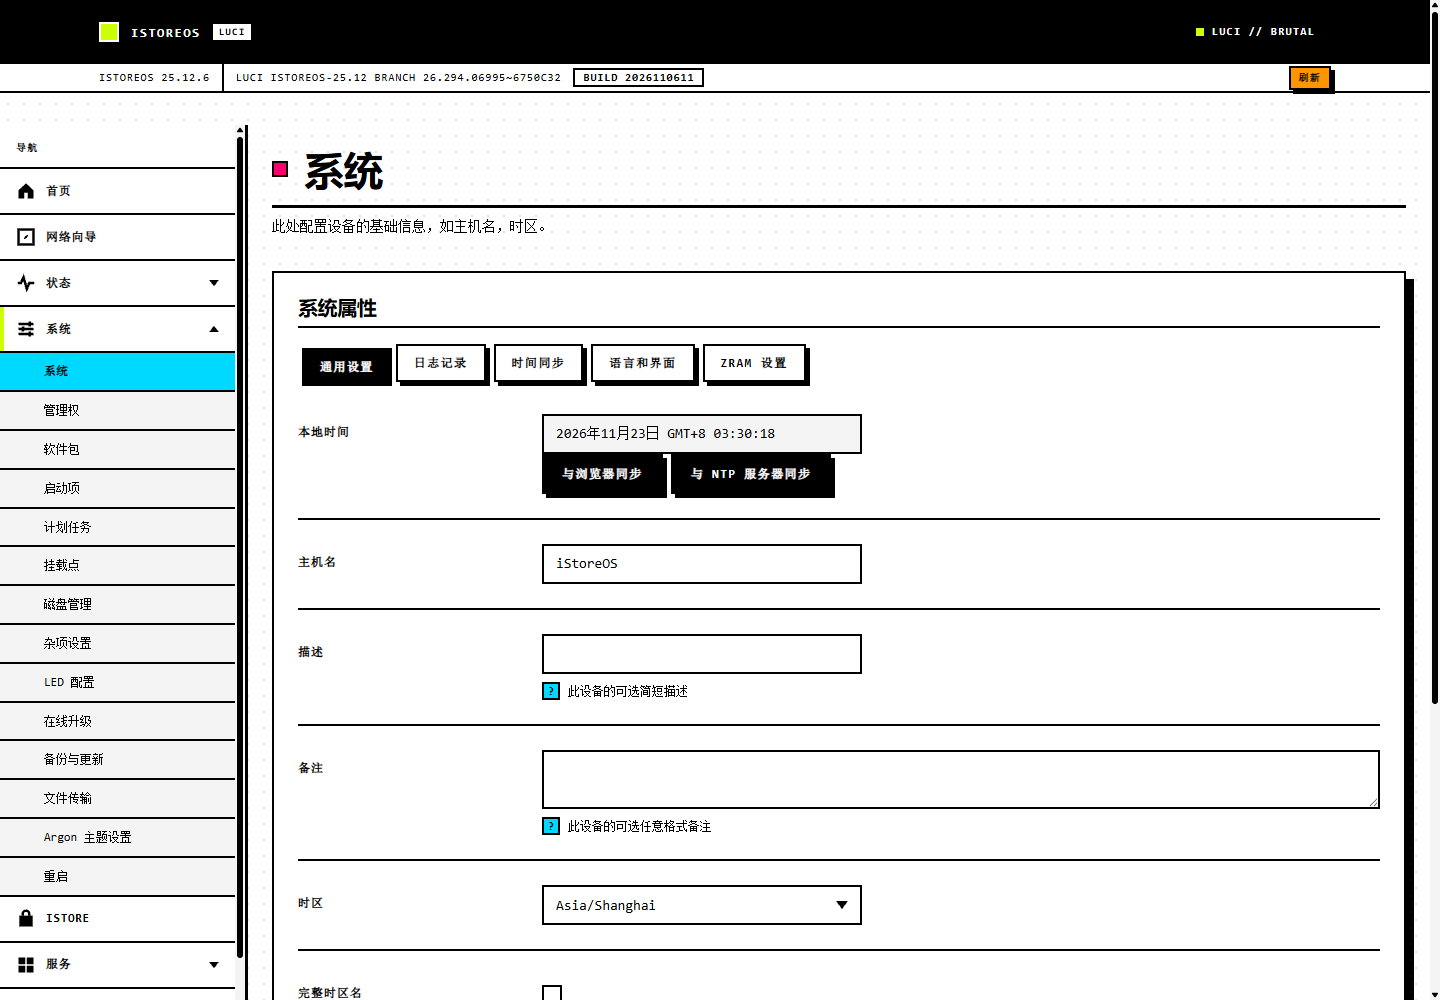 ISTOREOS LUCI
LUCI // BRUTAL
ISTOREOS 25.12.6
LUCI ISTOREOS-25.12 BRANCH 26.294.06995~6750C32
BUILD 2026110611
刷新
导航
首页
网络向导
状态
系统
系统
管理权
软件包
启动项
计划任务
挂载点
磁盘管理
杂项设置
LED 配置
在线升级
备份与更新
文件传输
Argon 主题设置
重启
ISTORE
服务
系统
此处配置设备的基础信息，如主机名，时区。
系统属性
通用设置
日志记录
时间同步
语言和界面
ZRAM 设置
本地时间
2026年11月23日 GMT+8 03:30:18
与浏览器同步
与 NTP 服务器同步
主机名
iStoreOS
描述
? 此设备的可选简短描述
备注
? 此设备的可选任意格式备注
时区
Asia/Shanghai
完整时区名